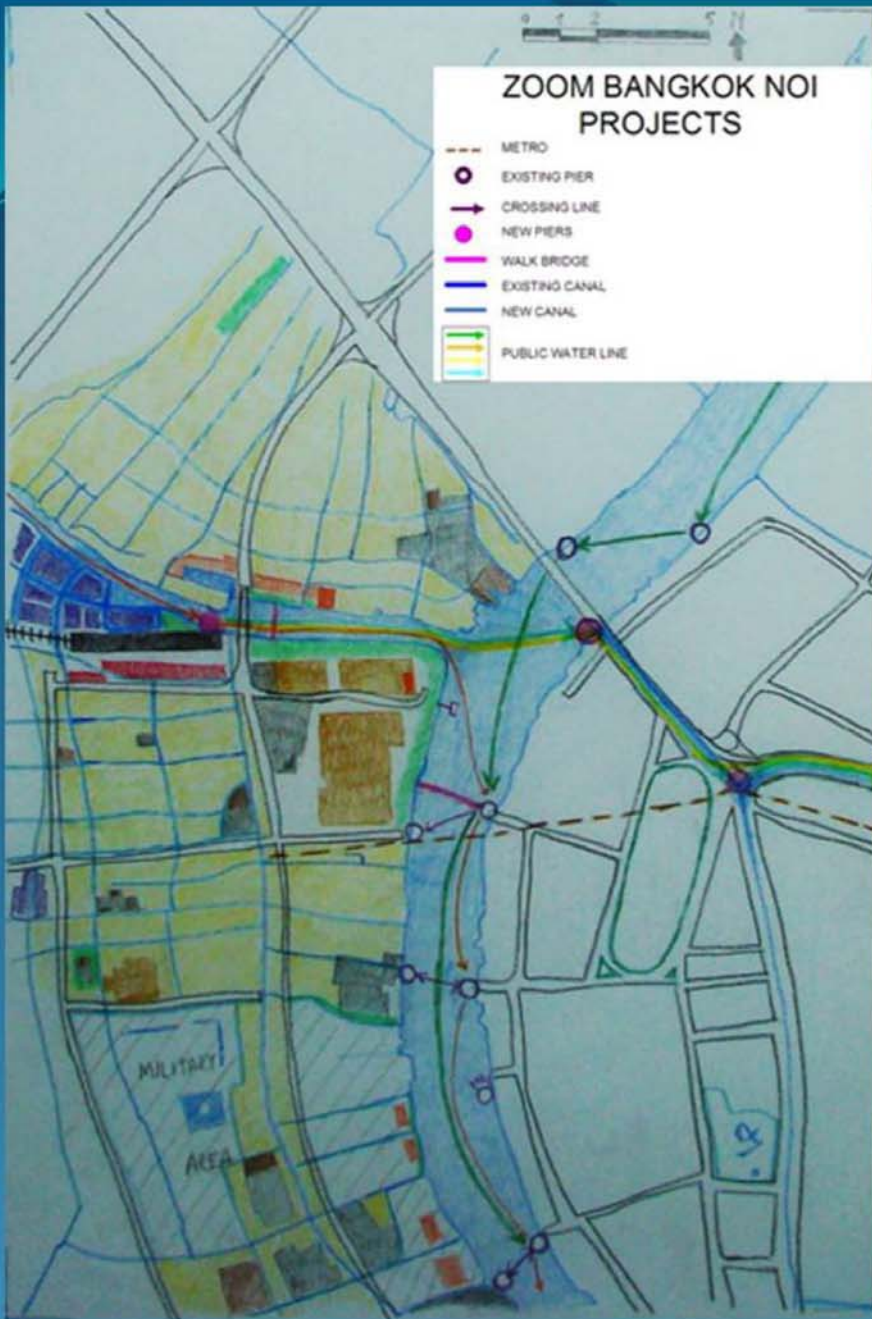 0 1 2 5 N
ZOOM BANGKOK NOI
PROJECTS
METRO
EXISTING PIER
CROSSING LINE
NEW PIERS
WALK BRIDGE
EXISTING CANAL
NEW CANAL
PUBLIC WATER LINE
MILITARY
AREA